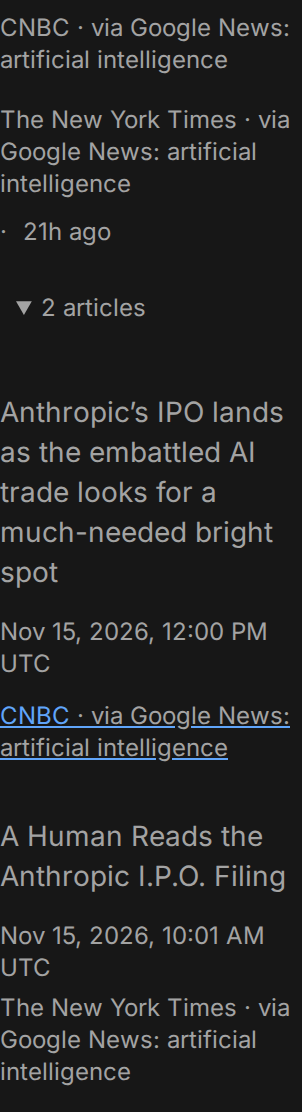 CNBC · via Google News:
artificial intelligence
The New York Times · via
Google News: artificial
intelligence
· 21h ago
▼ 2 articles
Anthropic’s IPO lands
as the embattled AI
trade looks for a
much-needed bright
spot
Nov 15, 2026, 12:00 PM
UTC
CNBC · via Google News:
artificial intelligence
A Human Reads the
Anthropic I.P.O. Filing
Nov 15, 2026, 10:01 AM
UTC
The New York Times · via
Google News: artificial
intelligence